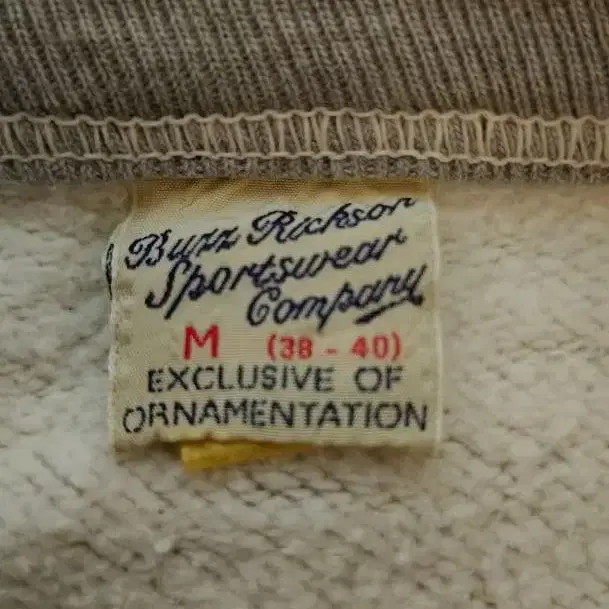 Buzz Rickson
Sportswear
Company
M (38 - 40)
EXCLUSIVE OF
ORNAMENTATION